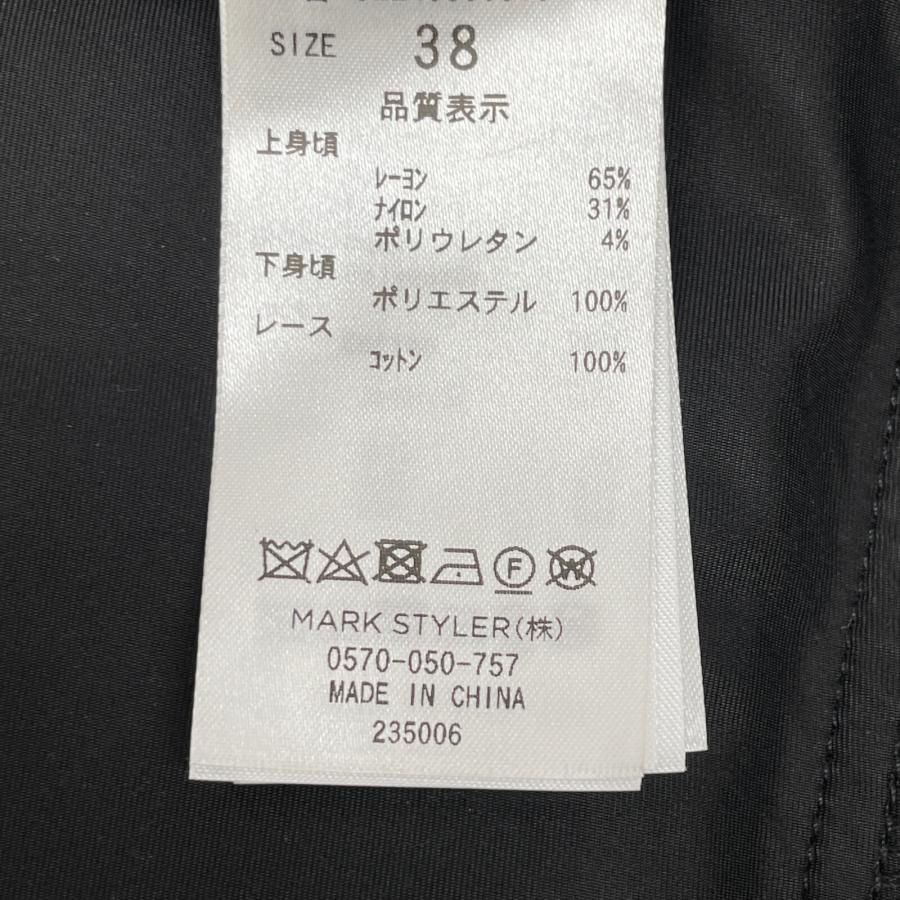 SIZE 38
品質表示
上身頃
レーヨン 65%
ナイロン 31%
ポリウレタン 4%
下身頃
ポリエステル 100%
レース
コットン 100%
F W
MARK STYLER(株)
0570-050-757
MADE IN CHINA
235006